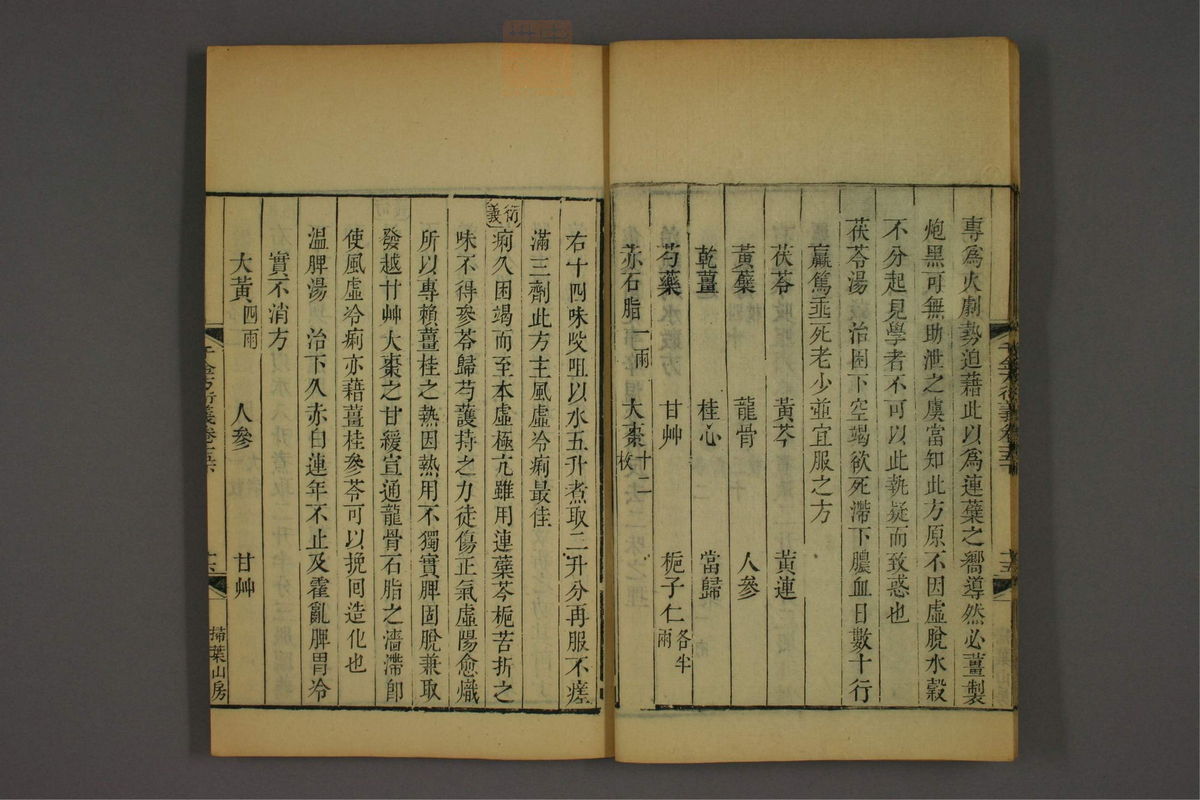 專爲火劇勢迫藉此以爲連蘗之嚮導然必薑製
炮黑可無助泄之虞當知此方原不因虛脫水穀
不分起見學者不可以此執疑而致惑也
茯苓湯 治困下空竭欲死滯下膿血日數十行
羸篤垂死老少並宜服之方
茯苓 黃芩 黃連
黃蘗 龍骨 人參
乾薑 桂心 當歸
芍藥 甘艸 梔子仁各半兩
赤石脂一兩 大棗十二枚
右十四味㕮咀以水五升煮取二升分再服不瘥
滿三劑此方主風虛冷痢最佳
衍義 痢久困竭而至本虛極亢雖用連蘗芩梔苦折之
味不得參苓歸芍護持之力徒傷正氣虛陽愈熾
所以專賴薑桂之熱因熱用不獨實脾固脫兼取
發越甘艸大棗之甘緩宣通龍骨石脂之濇滯卽
使風虛冷痢亦藉薑桂參苓可以挽回造化也
溫脾湯 治下久赤白連年不止及霍亂脾胃冷
實不消方
大黃四兩 人參 甘艸
千金方衍義卷十五
掃葉山房